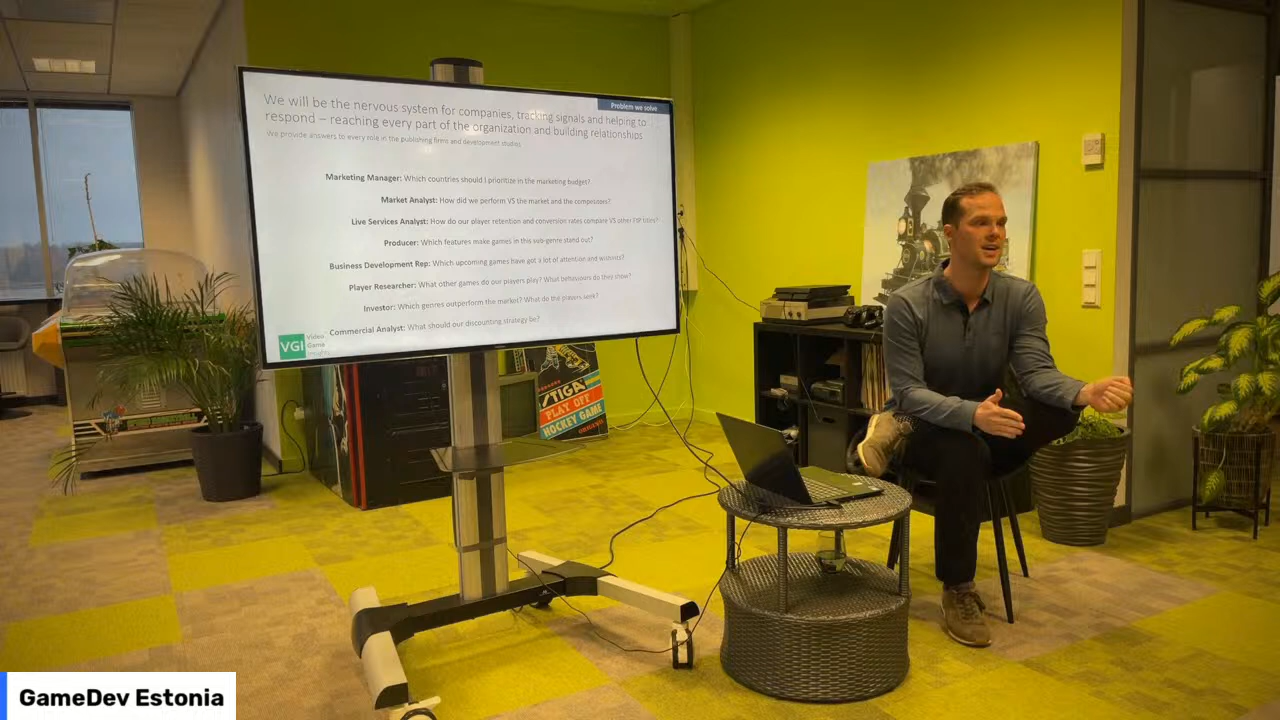 Problem we solve
We will be the nervous system for companies, tracking signals and helping to
respond – reaching every part of the organization and building relationships
We provide answers to every role in the publishing firms and development studios
Marketing Manager: Which countries should I prioritize in the marketing budget?
Market Analyst: How did we perform VS the market and the competition?
Live Services Analyst: How do our player retention and conversion rates compare VS other F2P titles?
Producer: Which features make games in this sub-genre stand out?
Business Development Rep: Which upcoming games have got a lot of attention and wishlists?
Player Researcher: What other games do our players play? What behaviours do they show?
Investor: Which genres outperform the market? What do the players seek?
Commercial Analyst: What should our discounting strategy be?
VGI
Video
Game
Insights
STIGA
PLAY OFF
HOCKEY GAME
GameDev Estonia